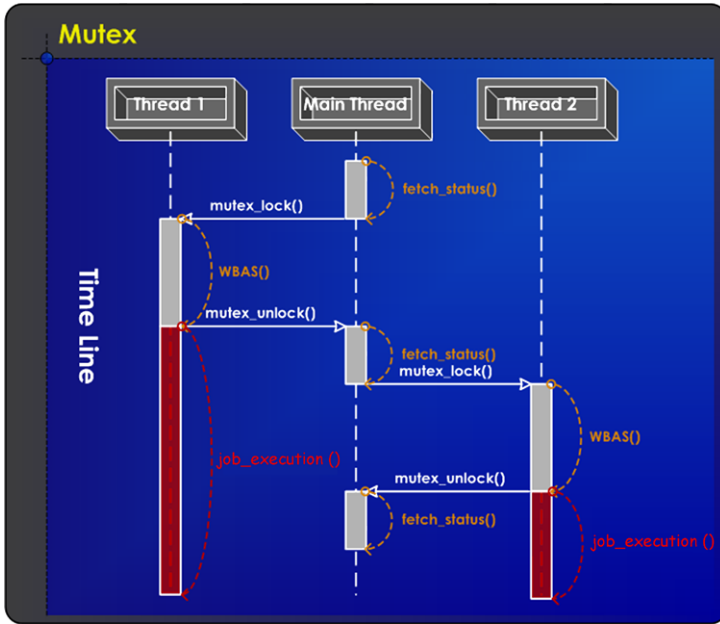 Mutex
Thread 1
Main Thread
Thread 2
fetch_status()
mutex_lock()
WBAS()
mutex_unlock()
fetch_status()
mutex_lock()
Time Line
WBAS()
job_execution ()
mutex_unlock()
fetch_status()
job_execution ()